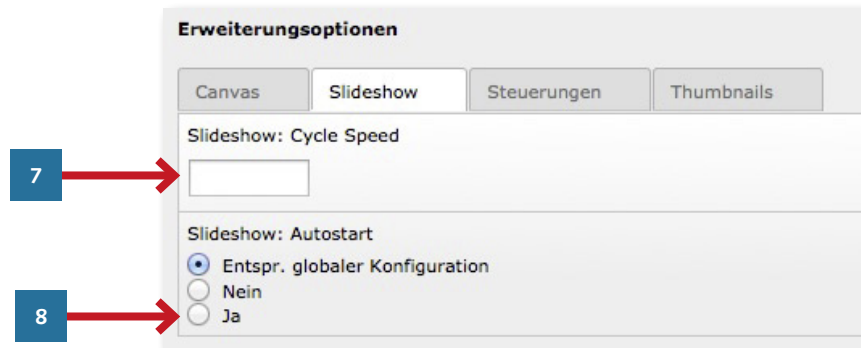 Erweiterungsoptionen
Canvas Slideshow Steuerungen Thumbnails
Slideshow: Cycle Speed
7
Slideshow: Autostart
Entspr. globaler Konfiguration
Nein
8 Ja